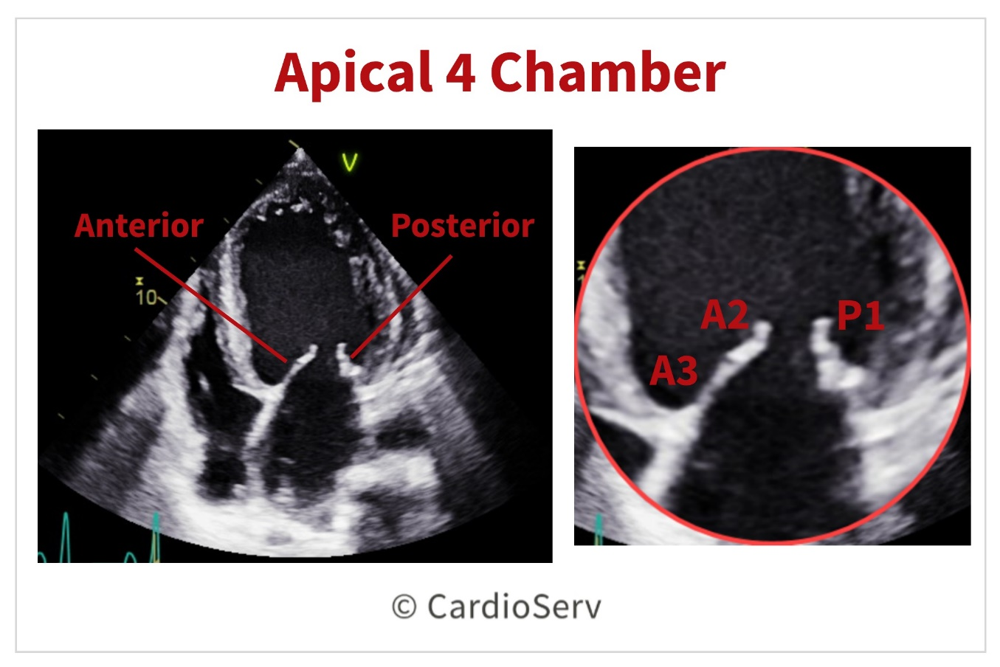 Apical 4 Chamber
V
Anterior
Posterior
10
A2
P1
A3
© CardioServ